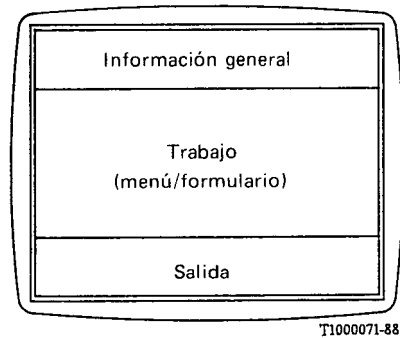 Información general
Trabajo
(menú/formulario)
Salida
T1000071-88